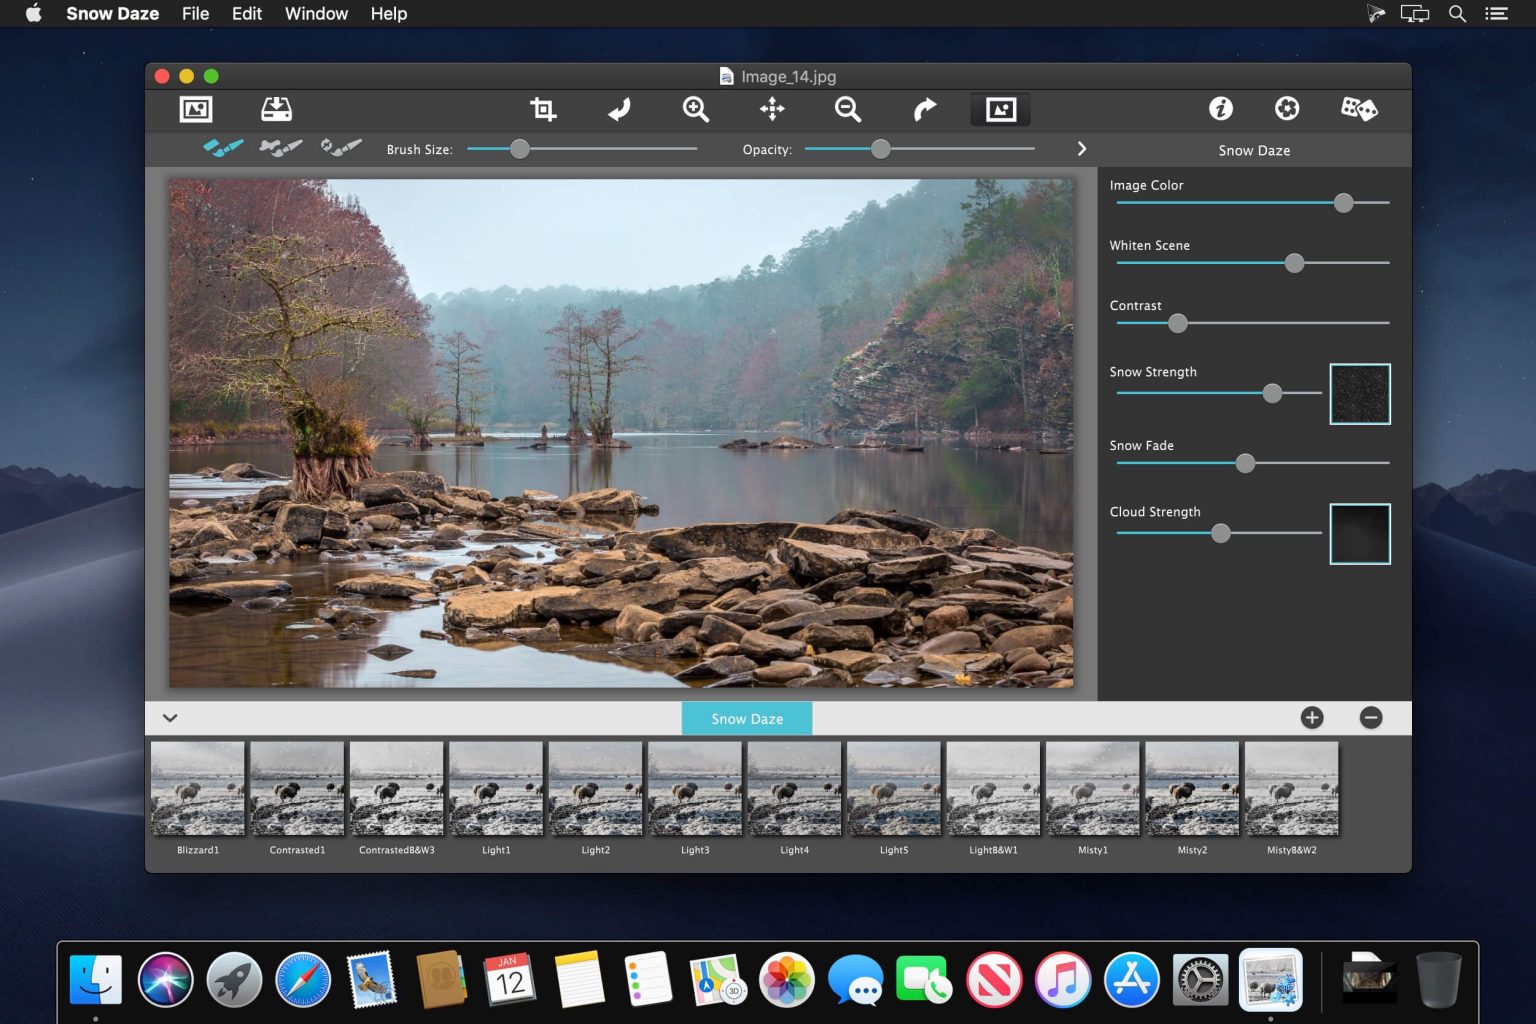 Snow Daze File Edit Window Help
Image_14.jpg
Brush Size: Opacity: Snow Daze
Image Color
Whiten Scene
Contrast
Snow Strength
Snow Fade
Cloud Strength
Snow Daze
Blizzard1 Contrasted1 ContrastedB&W3 Light1 Light2 Light3 Light4 Light5 LightB&W1 Misty1 Misty2 MistyB&W2
JAN
12
3D